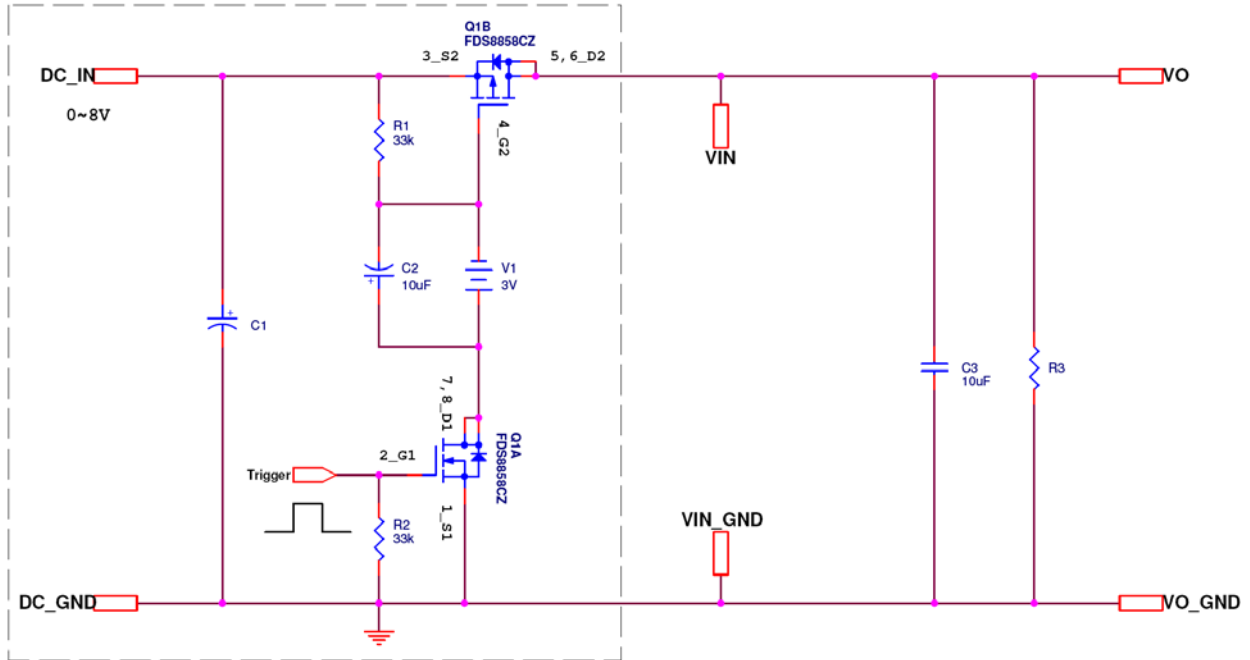 Q1B
FDS8858CZ
3_S2
5,6_D2
DC_IN
VO
0~8V
R1
33k
4_G2
VIN
C2
10uF
+
V1
3V
+
C1
C3
10uF
R3
7,8_D1
Q1A
FDS8858CZ
2_G1
Trigger
1_S1
R2
33k
VIN_GND
DC_GND
VO_GND